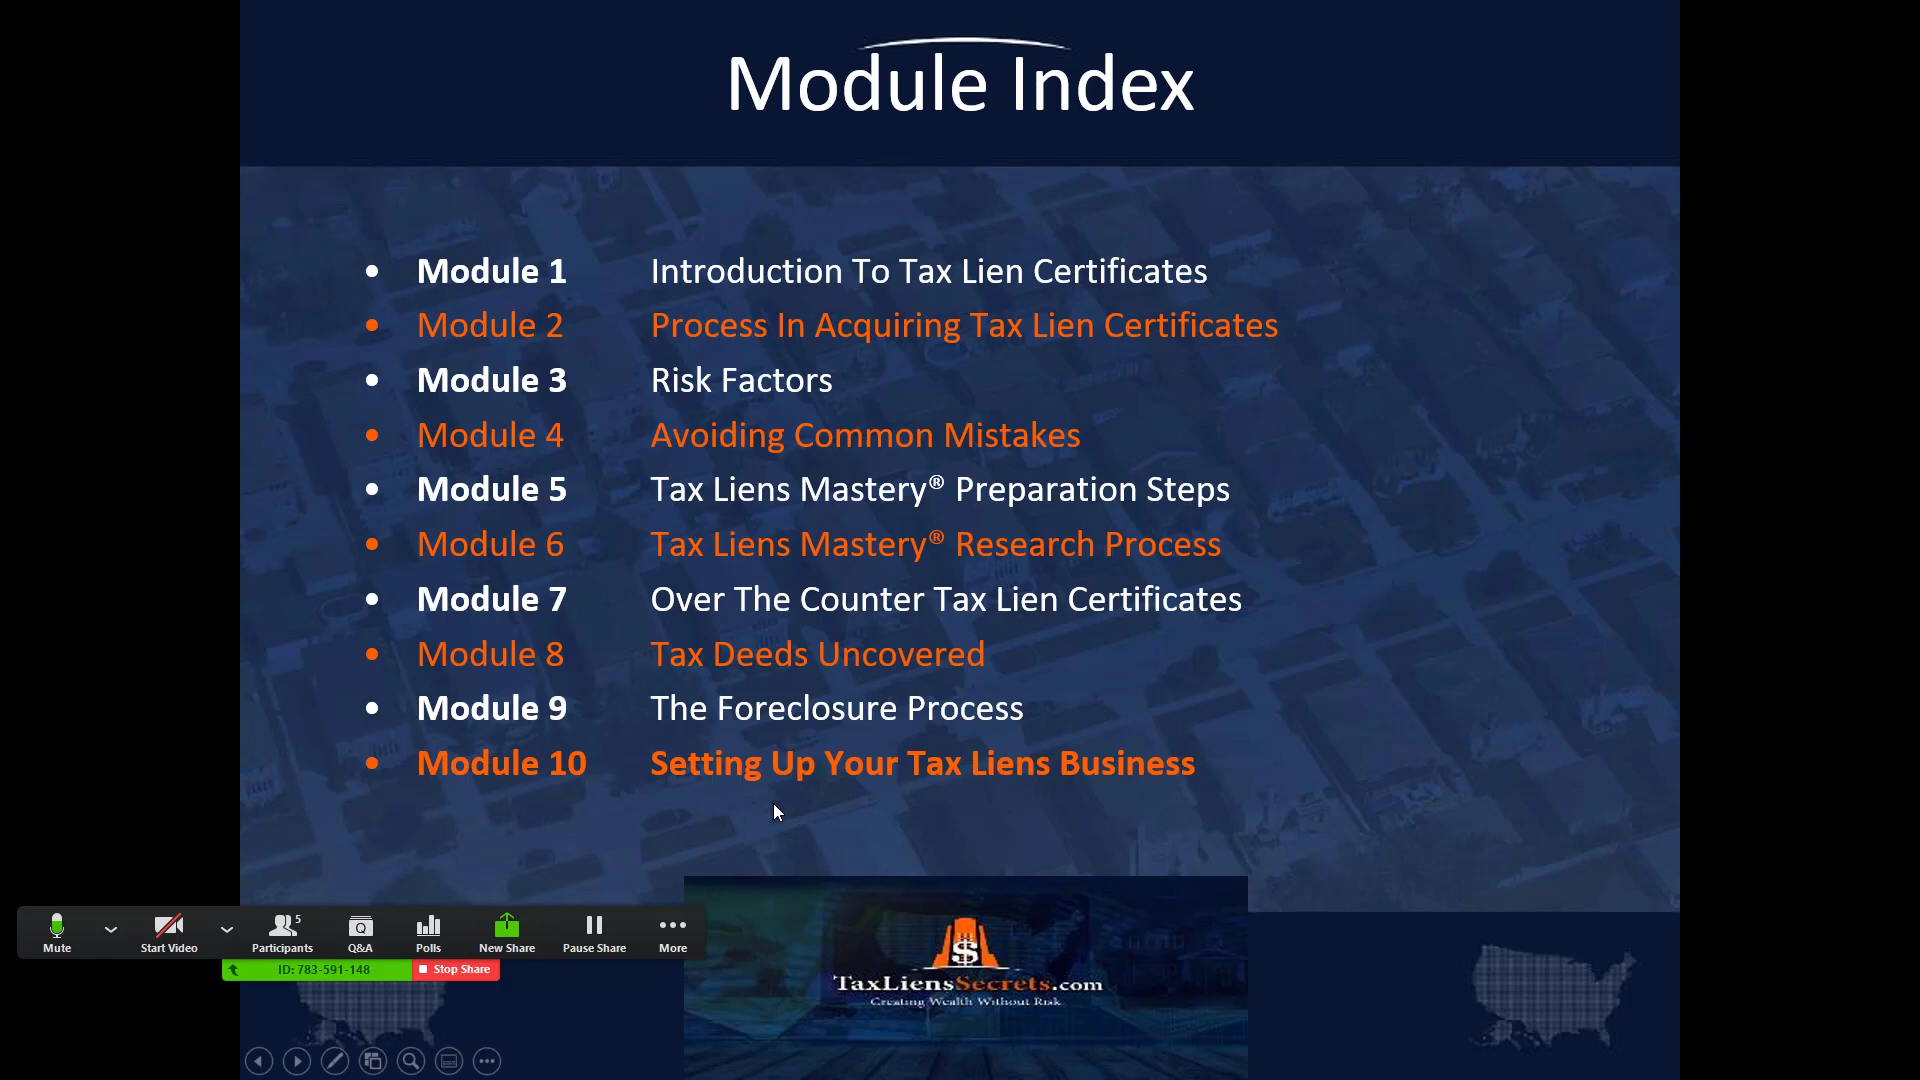 Module Index
• Module 1 Introduction To Tax Lien Certificates
• Module 2 Process In Acquiring Tax Lien Certificates
• Module 3 Risk Factors
• Module 4 Avoiding Common Mistakes
• Module 5 Tax Liens Mastery® Preparation Steps
• Module 6 Tax Liens Mastery® Research Process
• Module 7 Over The Counter Tax Lien Certificates
• Module 8 Tax Deeds Uncovered
• Module 9 The Foreclosure Process
• Module 10 Setting Up Your Tax Liens Business
5
Mute Start Video Participants Q&A Polls New Share Pause Share More
ID: 783-591-148 Stop Share
$
TaxLiensSecrets.com
Creating Wealth Without Risk